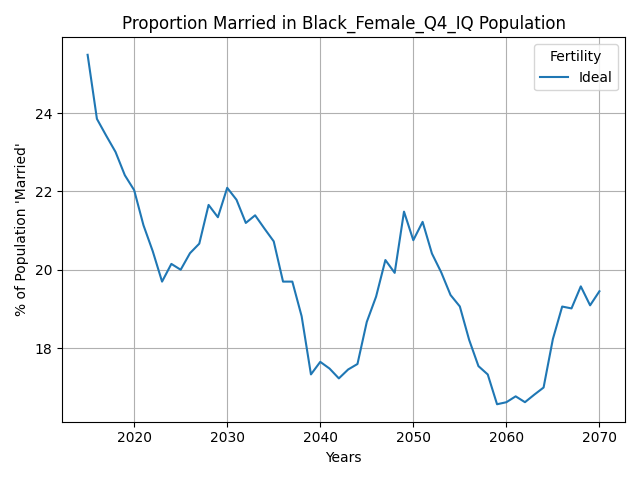 Proportion Married in Black_Female_Q4_IQ Population
Fertility
Ideal
% of Population 'Married'
24
22
20
18
2020
2030
2040
2050
2060
2070
Years